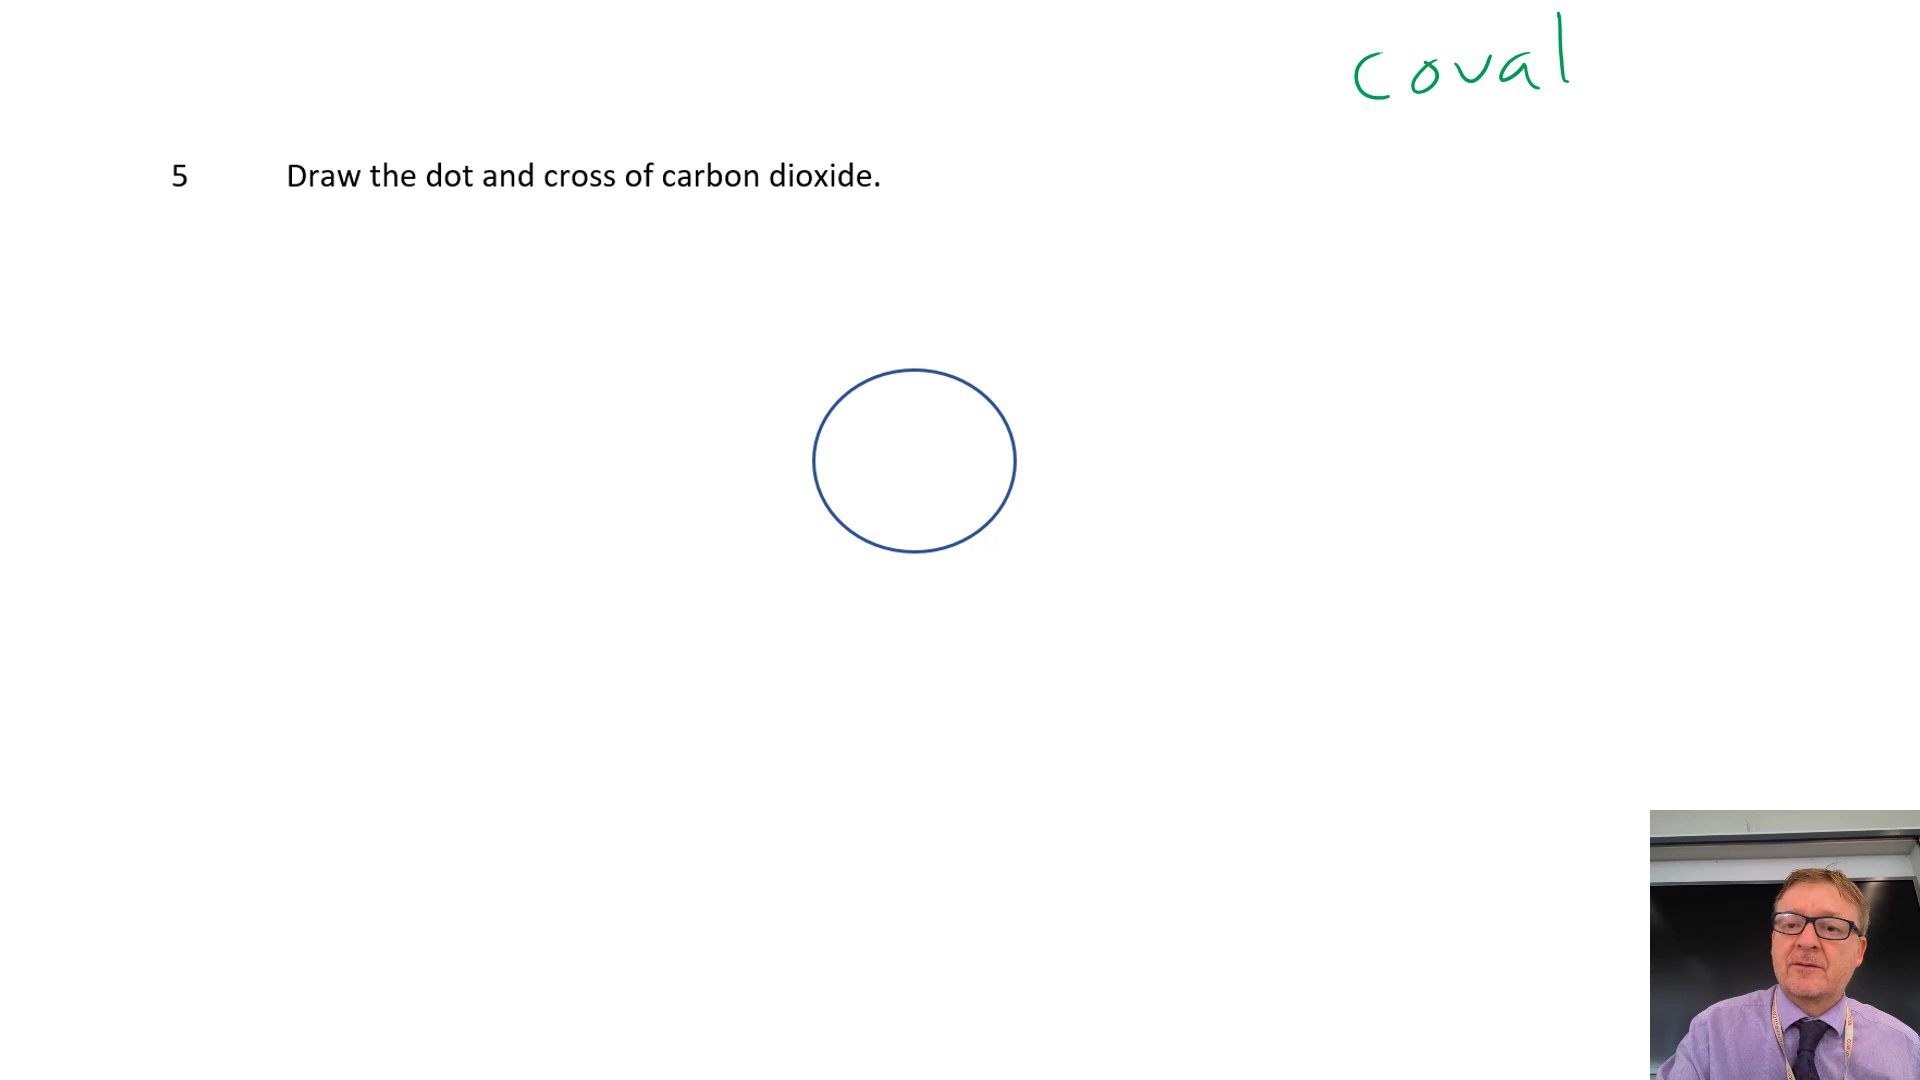 coval
5 Draw the dot and cross of carbon dioxide.